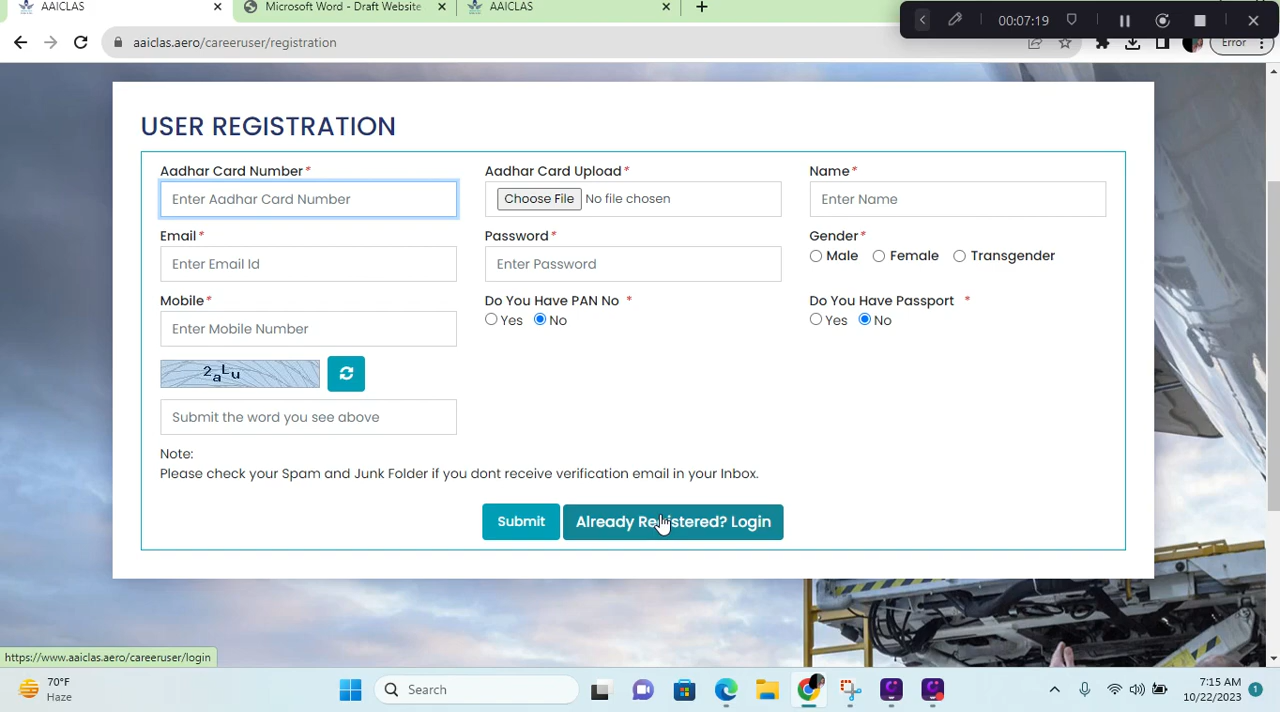 AAICLAS
Microsoft Word - Draft Website
AAICLAS
00:07:19
aaiclas.aero/careeruser/registration
Error
USER REGISTRATION
Aadhar Card Number* Aadhar Card Upload* Name*
Enter Aadhar Card Number Choose File No file chosen Enter Name
Email* Password* Gender*
Enter Email Id Enter Password Male Female Transgender
Mobile* Do You Have PAN No * Do You Have Passport *
Enter Mobile Number Yes No Yes No
2aLu
Submit the word you see above
Note:
Please check your Spam and Junk Folder if you dont receive verification email in your Inbox.
Submit Already Registered? Login
https://www.aaiclas.aero/careeruser/login
70°F
Haze
Search
7:15 AM
10/22/2023
1